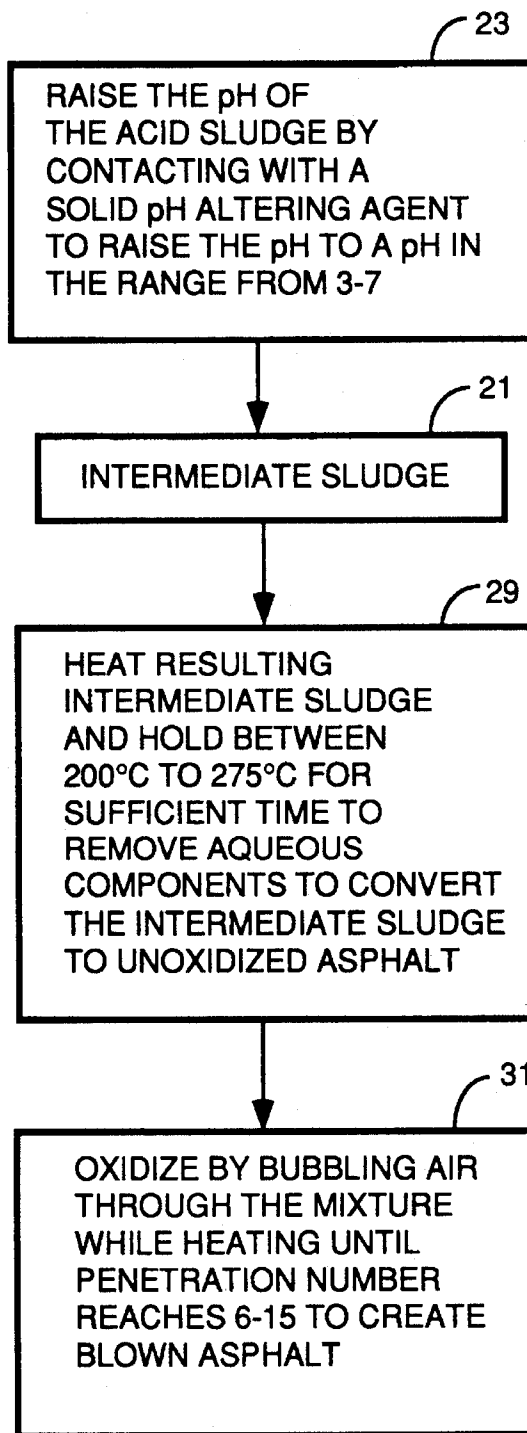 23
RAISE THE pH OF
THE ACID SLUDGE BY
CONTACTING WITH A
SOLID pH ALTERING AGENT
TO RAISE THE pH TO A pH IN
THE RANGE FROM 3-7
21
INTERMEDIATE SLUDGE
29
HEAT RESULTING
INTERMEDIATE SLUDGE
AND HOLD BETWEEN
200°C TO 275°C FOR
SUFFICIENT TIME TO
REMOVE AQUEOUS
COMPONENTS TO CONVERT
THE INTERMEDIATE SLUDGE
TO UNOXIDIZED ASPHALT
31
OXIDIZE BY BUBBLING AIR
THROUGH THE MIXTURE
WHILE HEATING UNTIL
PENETRATION NUMBER
REACHES 6-15 TO CREATE
BLOWN ASPHALT